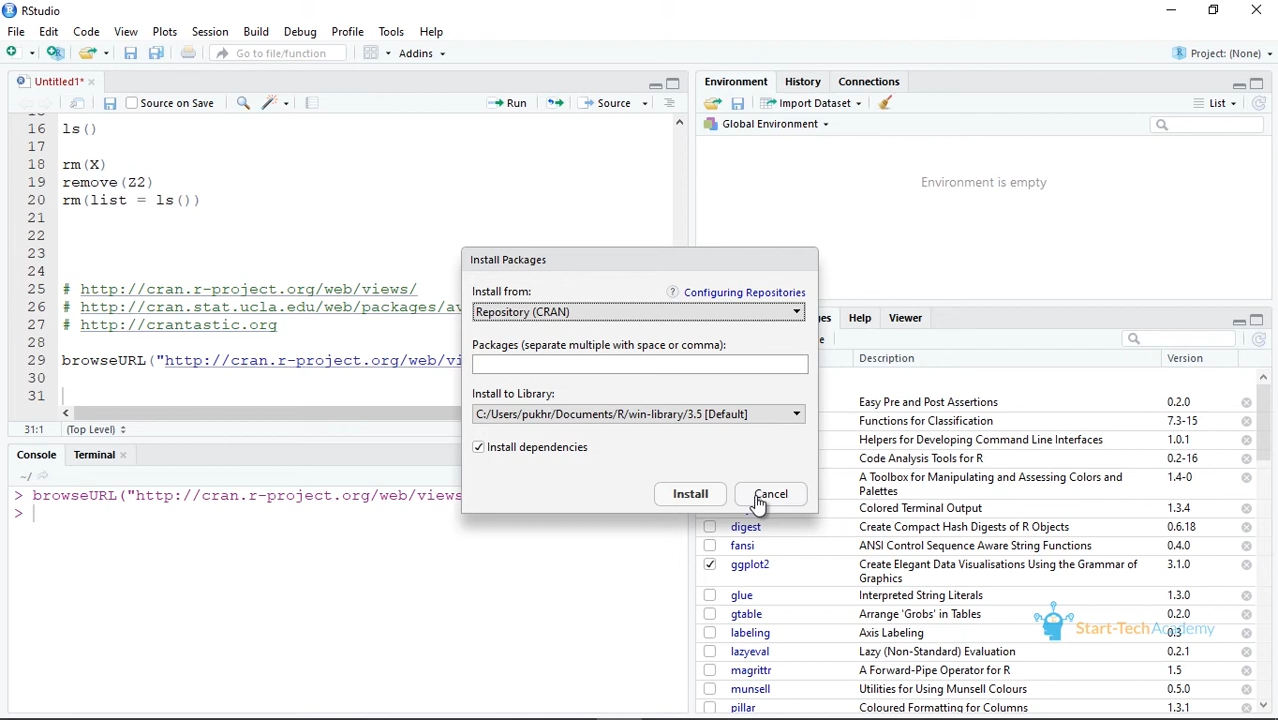 RStudio
File Edit Code View Plots Session Build Debug Profile Tools Help
Go to file/function Addins Project: (None)
Untitled1*
Source on Save Run Source
16 ls()
17
18 rm(X)
19 remove(Z2)
20 rm(list = ls())
21
22
23
24
25 # http://cran.r-project.org/web/views/
26 # http://cran.stat.ucla.edu/web/packages/av
27 # http://crantastic.org
28
29 browseURL("http://cran.r-project.org/web/vi
30
31
31:1 (Top Level)
Console Terminal
~/
> browseURL("http://cran.r-project.org/web/views
>
Install Packages
Install from: ? Configuring Repositories
Repository (CRAN)
Packages (separate multiple with space or comma):
Install to Library:
C:/Users/pukhr/Documents/R/win-library/3.5 [Default]
Install dependencies
Install Cancel
Environment History Connections
Import Dataset List
Global Environment
Environment is empty
Help Viewer
Description Version
Easy Pre and Post Assertions 0.2.0
Functions for Classification 7.3-15
Helpers for Developing Command Line Interfaces 1.0.1
Code Analysis Tools for R 0.2-16
A Toolbox for Manipulating and Assessing Colors and 1.4-0
Palettes
Colored Terminal Output 1.3.4
digest Create Compact Hash Digests of R Objects 0.6.18
fansi ANSI Control Sequence Aware String Functions 0.4.0
ggplot2 Create Elegant Data Visualisations Using the Grammar of 3.1.0
Graphics
glue Interpreted String Literals 1.3.0
gtable Arrange 'Grobs' in Tables 0.2.0
labeling Axis Labeling 0.3
Start-TechAcademy
lazyeval Lazy (Non-Standard) Evaluation 0.2.1
magrittr A Forward-Pipe Operator for R 1.5
munsell Utilities for Using Munsell Colours 0.5.0
pillar Coloured Formatting for Columns 1.3.1